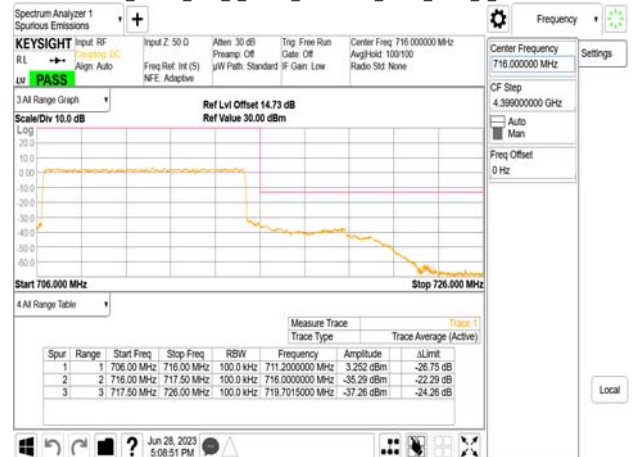 Spectrum Analyzer 1
Spurious Emissions
Frequency
KEYSIGHT
Input: RF
Input Z: 50 Ω
Atten: 30 dB
Trig: Free Run
Center Freq: 716.000000 MHz
RL
Coupling: DC
Preamp: Off
Gate: Off
Avg|Hold: 100/100
Align: Auto
Freq Ref: Int (S)
µW Path: Standard
IF Gain: Low
Radio Std: None
LU
PASS
NFE: Adaptive
Center Frequency
716.000000 MHz
Settings
CF Step
4.399000000 GHz
Auto
Man
Freq Offset
0 Hz
3 All Range Graph
Ref Lvl Offset 14.73 dB
Scale/Div 10.0 dB
Ref Value 30.00 dBm
Log
20.0
10.0
0.00
-10.0
-20.0
-30.0
-40.0
-50.0
-60.0
Start 706.000 MHz
Stop 726.000 MHz
4 All Range Table
Measure Trace Trace 1
Trace Type Trace Average (Active)
Spur Range Start Freq Stop Freq RBW Frequency Amplitude ΔLimit
1 1 706.00 MHz 716.00 MHz 100.0 kHz 711.2000000 MHz 3.252 dBm -26.75 dB
2 2 716.00 MHz 717.50 MHz 100.0 kHz 716.0000000 MHz -35.29 dBm -22.29 dB
3 3 717.50 MHz 726.00 MHz 100.0 kHz 719.7015000 MHz -37.26 dBm -24.26 dB
Local
Jun 28, 2023
5:08:51 PM